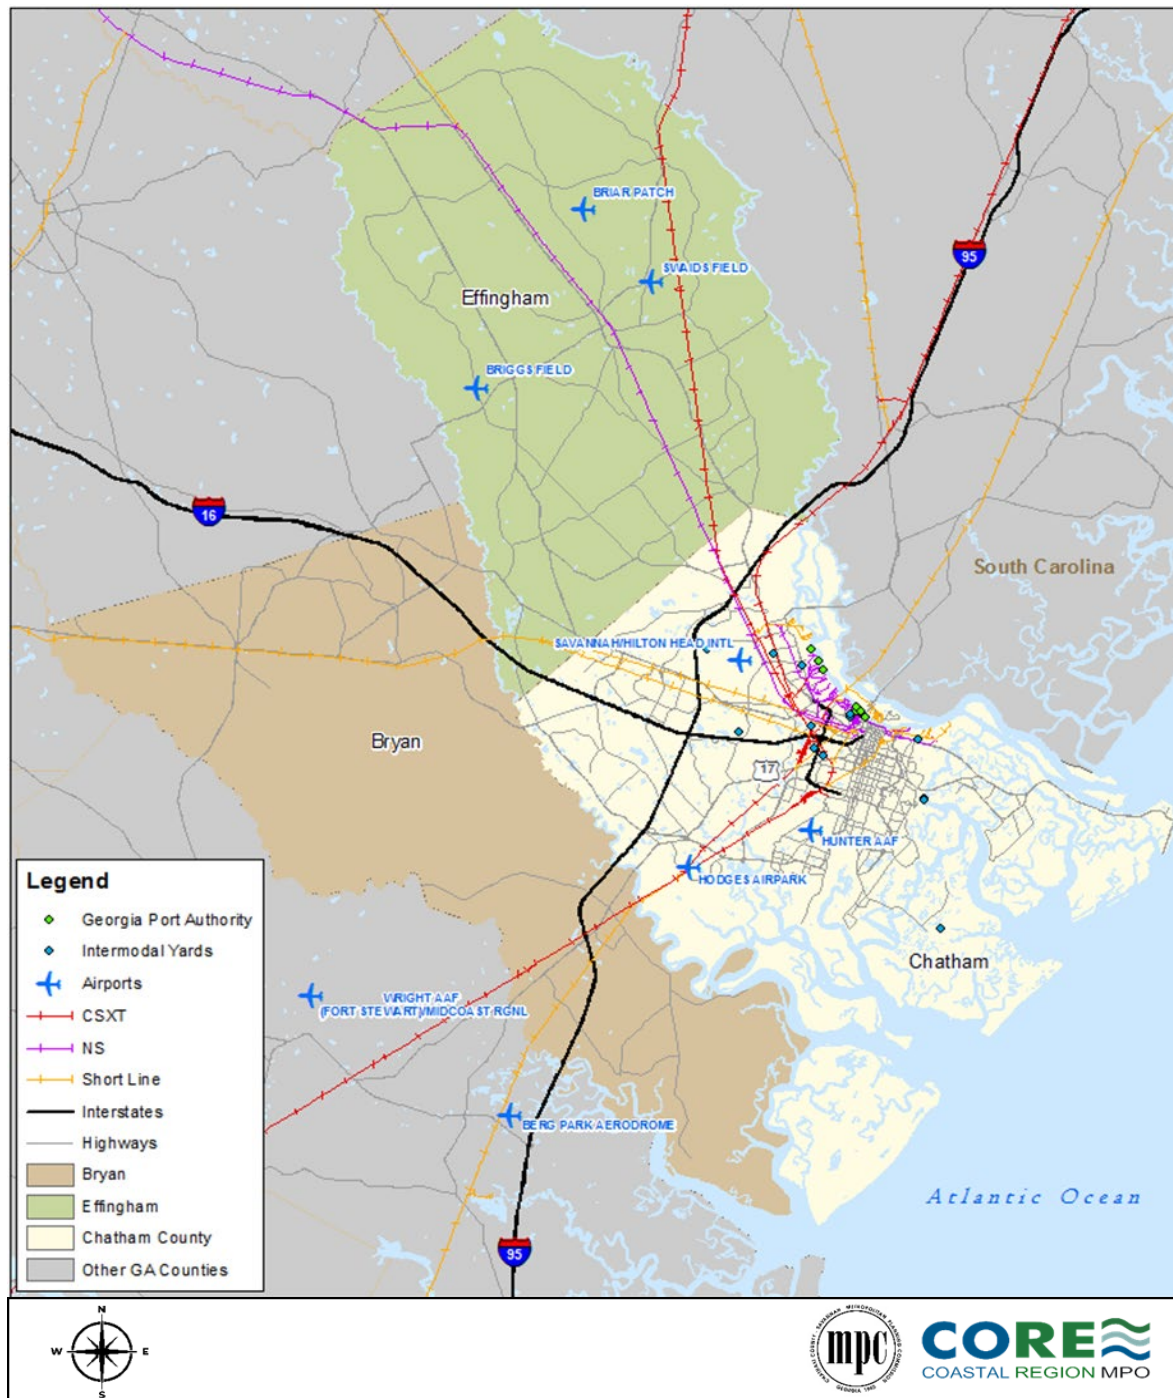 BRIAR PATCH
95
SWAIDS FIELD
Effingham
BRIGGS FIELD
16
South Carolina
SAVANNAH/HILTON HEAD INTL
Bryan
17
HUNTER AAF
HODGES AIRPARK
Chatham
WRIGHT AAF
(FORT STEWART)/MIDCOAST RGNL
BERG PARK AERODROME
Atlantic Ocean
95
Legend
Georgia Port Authority
Intermodal Yards
Airports
CSXT
NS
Short Line
Interstates
Highways
Bryan
Effingham
Chatham County
Other GA Counties
N
W
E
S
mpc
CORE
COASTAL REGION MPO